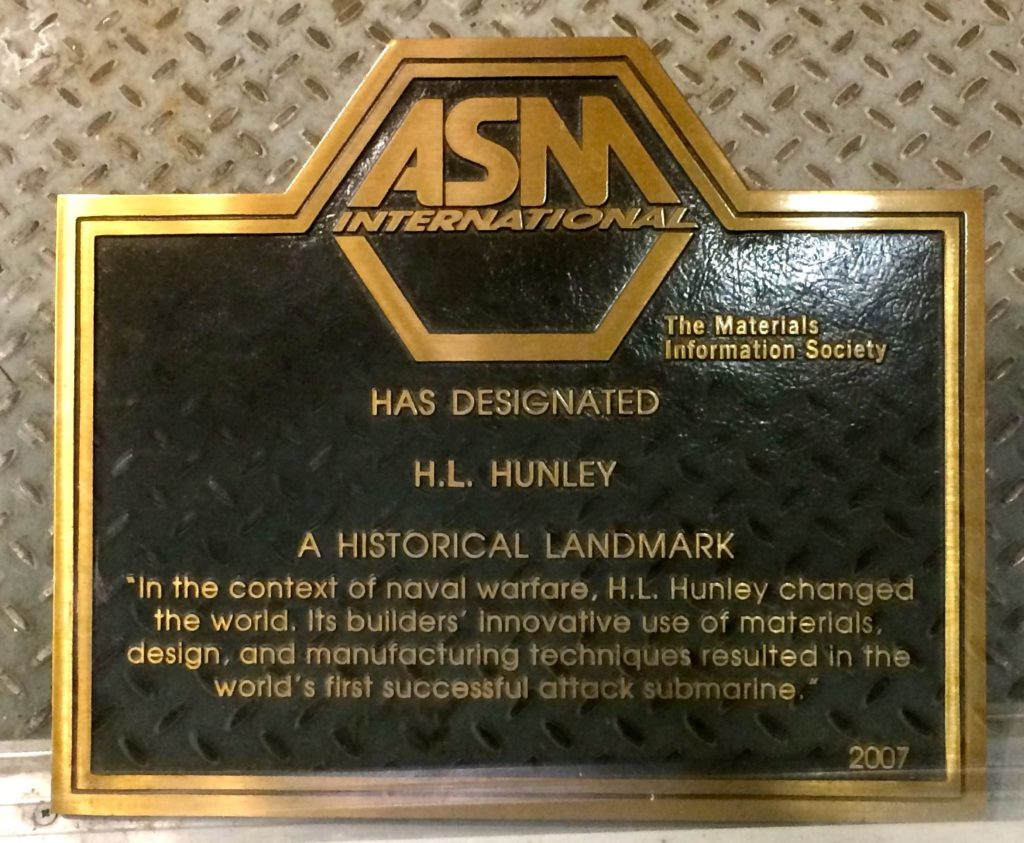 ASM
INTERNATIONAL
The Materials
Information Society
HAS DESIGNATED
H.L. HUNLEY
A HISTORICAL LANDMARK
"In the context of naval warfare, H.L. Hunley changed
the world. Its builders' innovative use of materials,
design, and manufacturing techniques resulted in the
world's first successful attack submarine."
2007